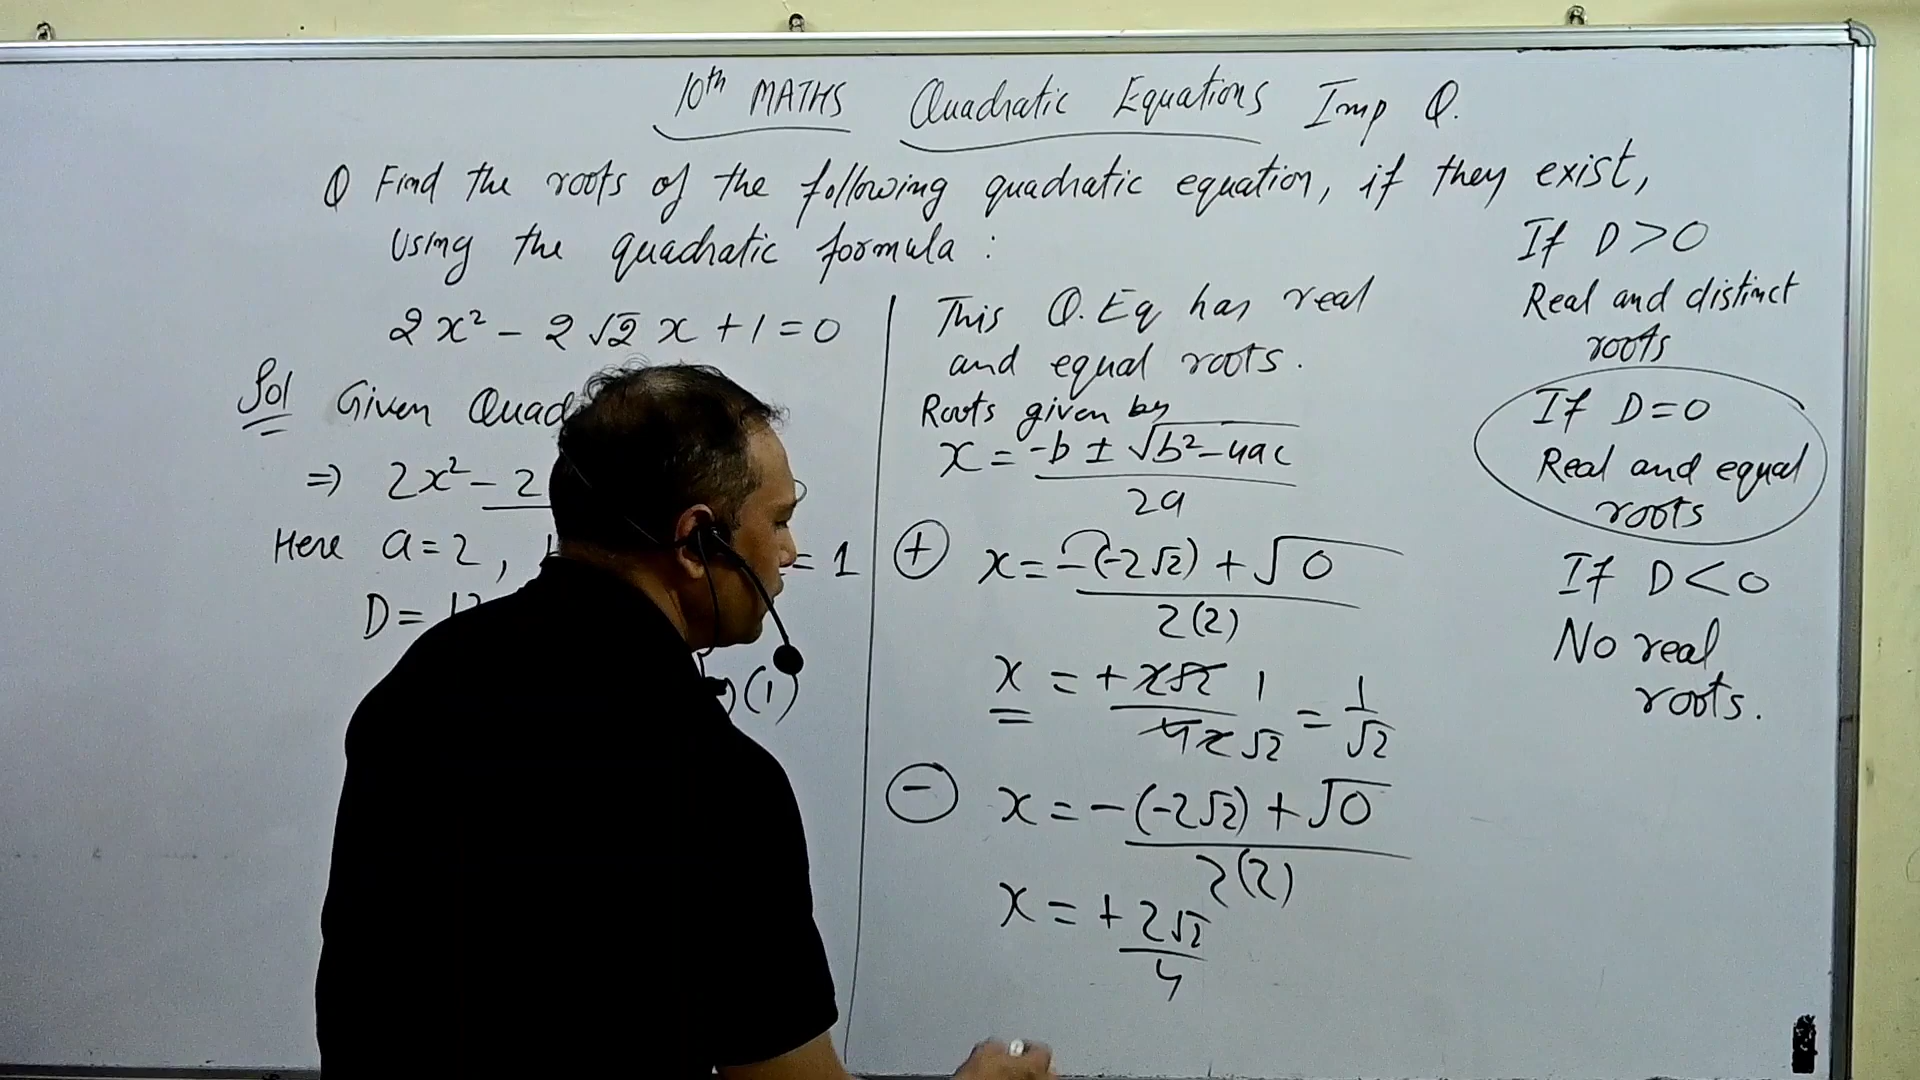 10th MATHS Quadratic Equations Imp Q.
Q Find the roots of the following quadratic equation, if they exist,
using the quadratic formula :
2x² - 2√2 x + 1 = 0
Sol Given Quad
⇒ 2x² - 2
Here a = 2 , = 1
D =
)(1)
This Q.Eq has real
and equal roots.
Roots given by
x = -b ± √b²-4ac
2a
(+) x = -(-2√2) + √0
2(2)
x = +2√2 1 = 1
4 2 √2 √2
(-) x = -(-2√2) + √0
2(2)
x = +2√2
4
If D > 0
Real and distinct
roots
If D = 0
Real and equal
roots
If D < 0
No real
roots.